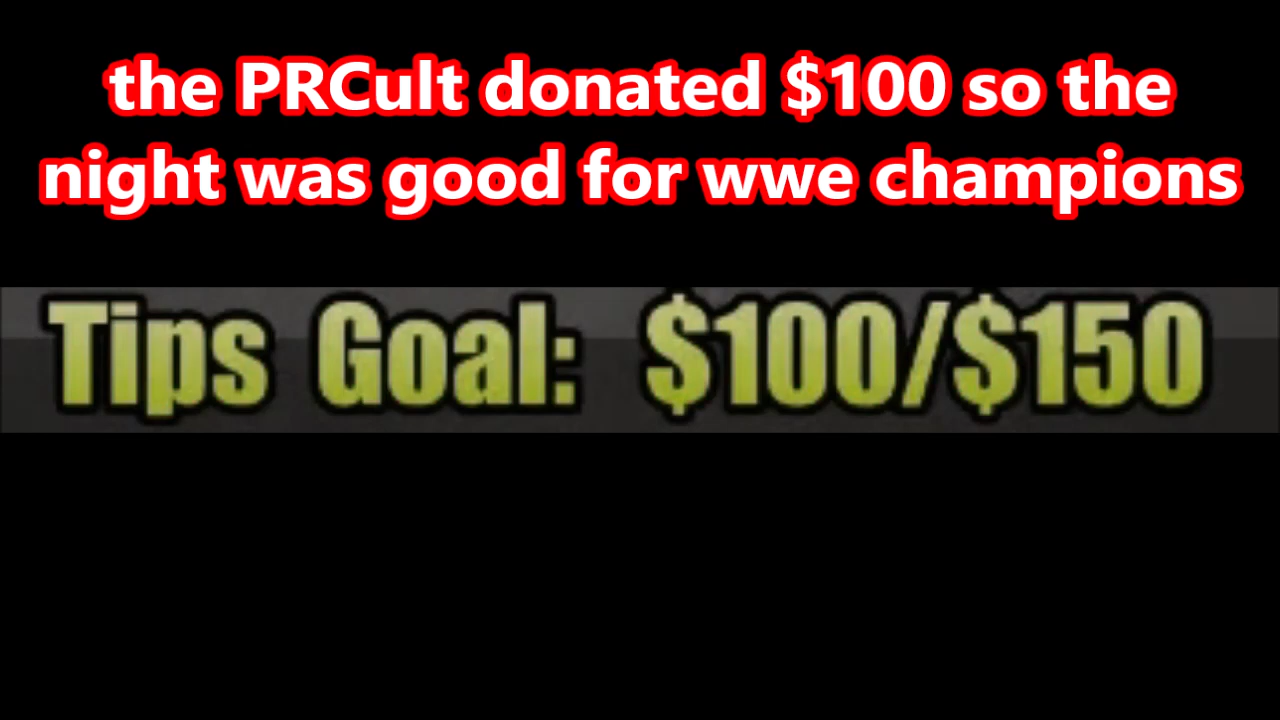 the PRCult donated $100 so the
night was good for wwe champions
Tips Goal: $100/$150